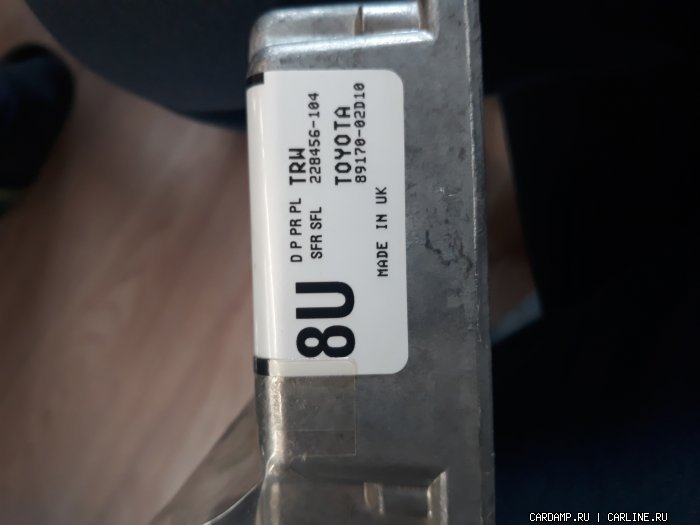 8U
D P PR PL
SFR SFL
TRW
228456-104
TOYOTA
89170-02D10
MADE IN UK
CARDAMP.RU | CARLINE.RU